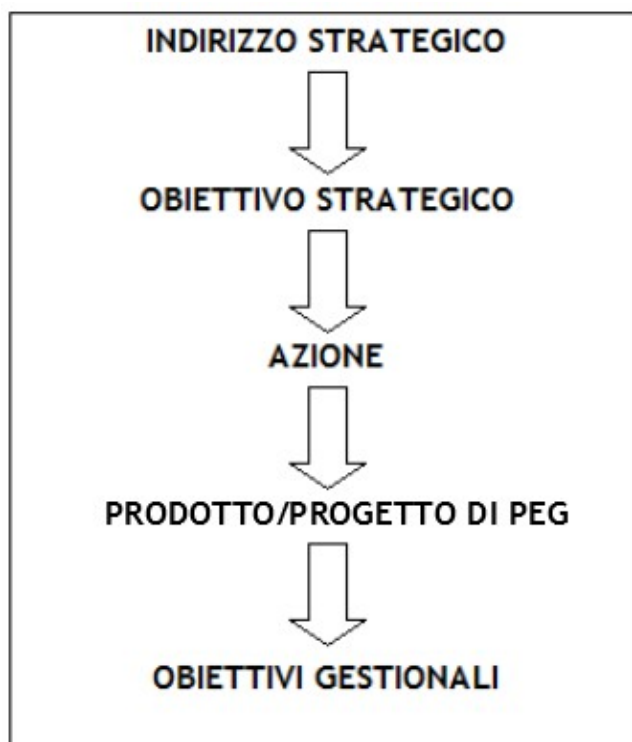 INDIRIZZO STRATEGICO
OBIETTIVO STRATEGICO
AZIONE
PRODOTTO/PROGETTO DI PEG
OBIETTIVI GESTIONALI